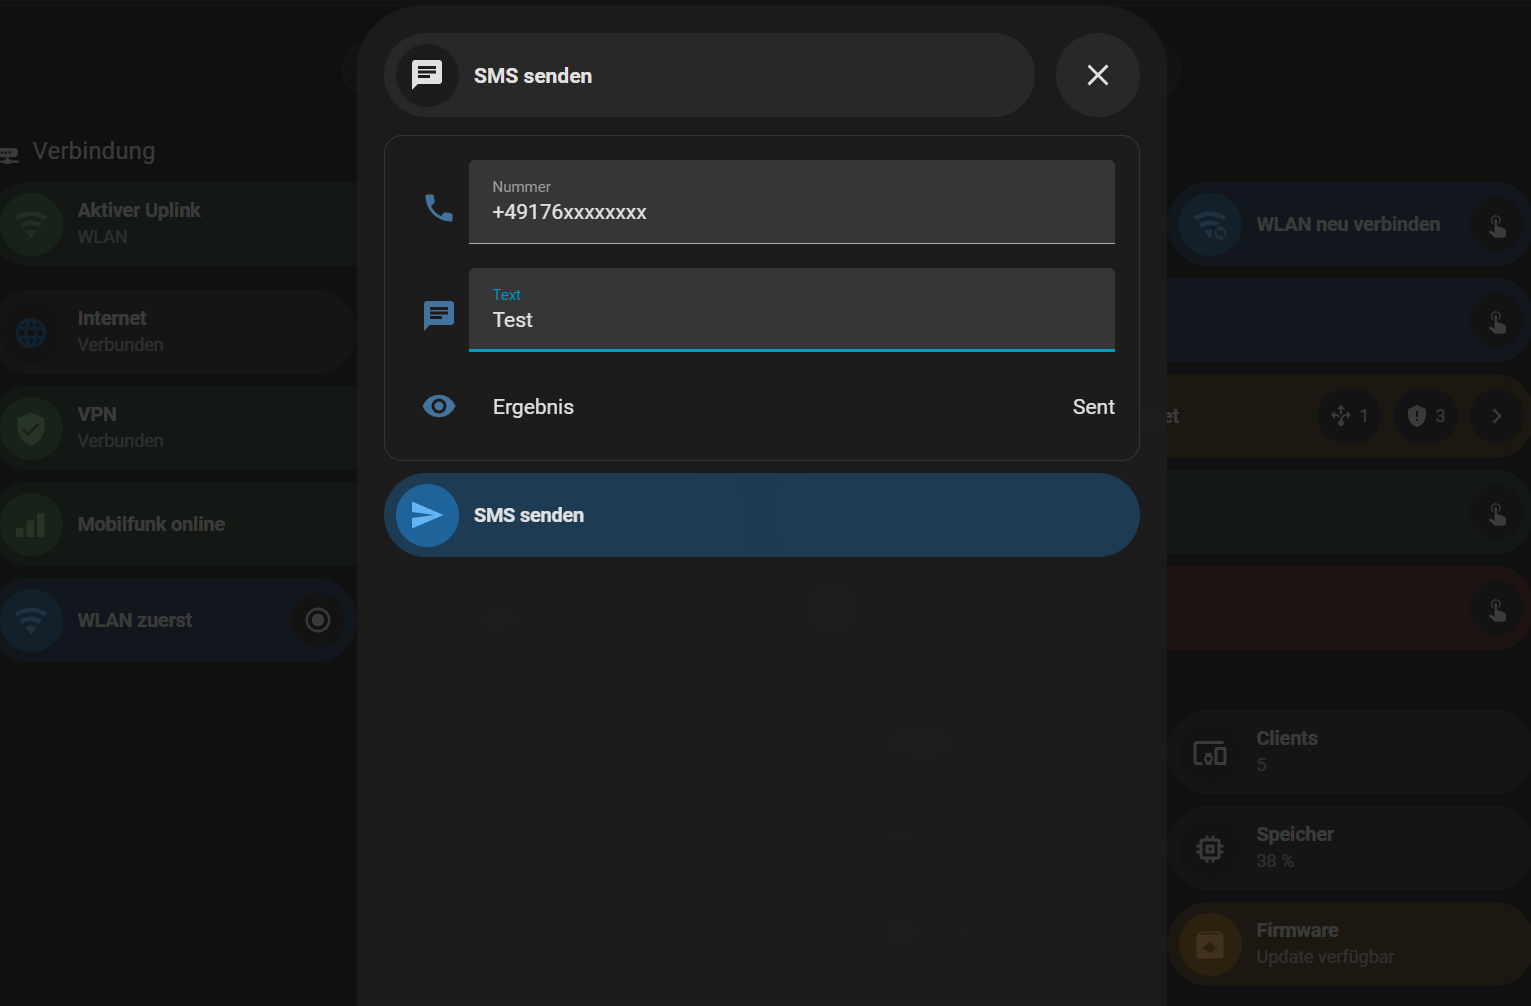 SMS senden
Verbindung
Nummer
+49176xxxxxxxx
Aktiver Uplink
WLAN
WLAN neu verbinden
Text
Test
Internet
Verbunden
Ergebnis
Sent
VPN
Verbunden
et
1
3
SMS senden
Mobilfunk online
WLAN zuerst
Clients
5
Speicher
38 %
Firmware
Update verfügbar